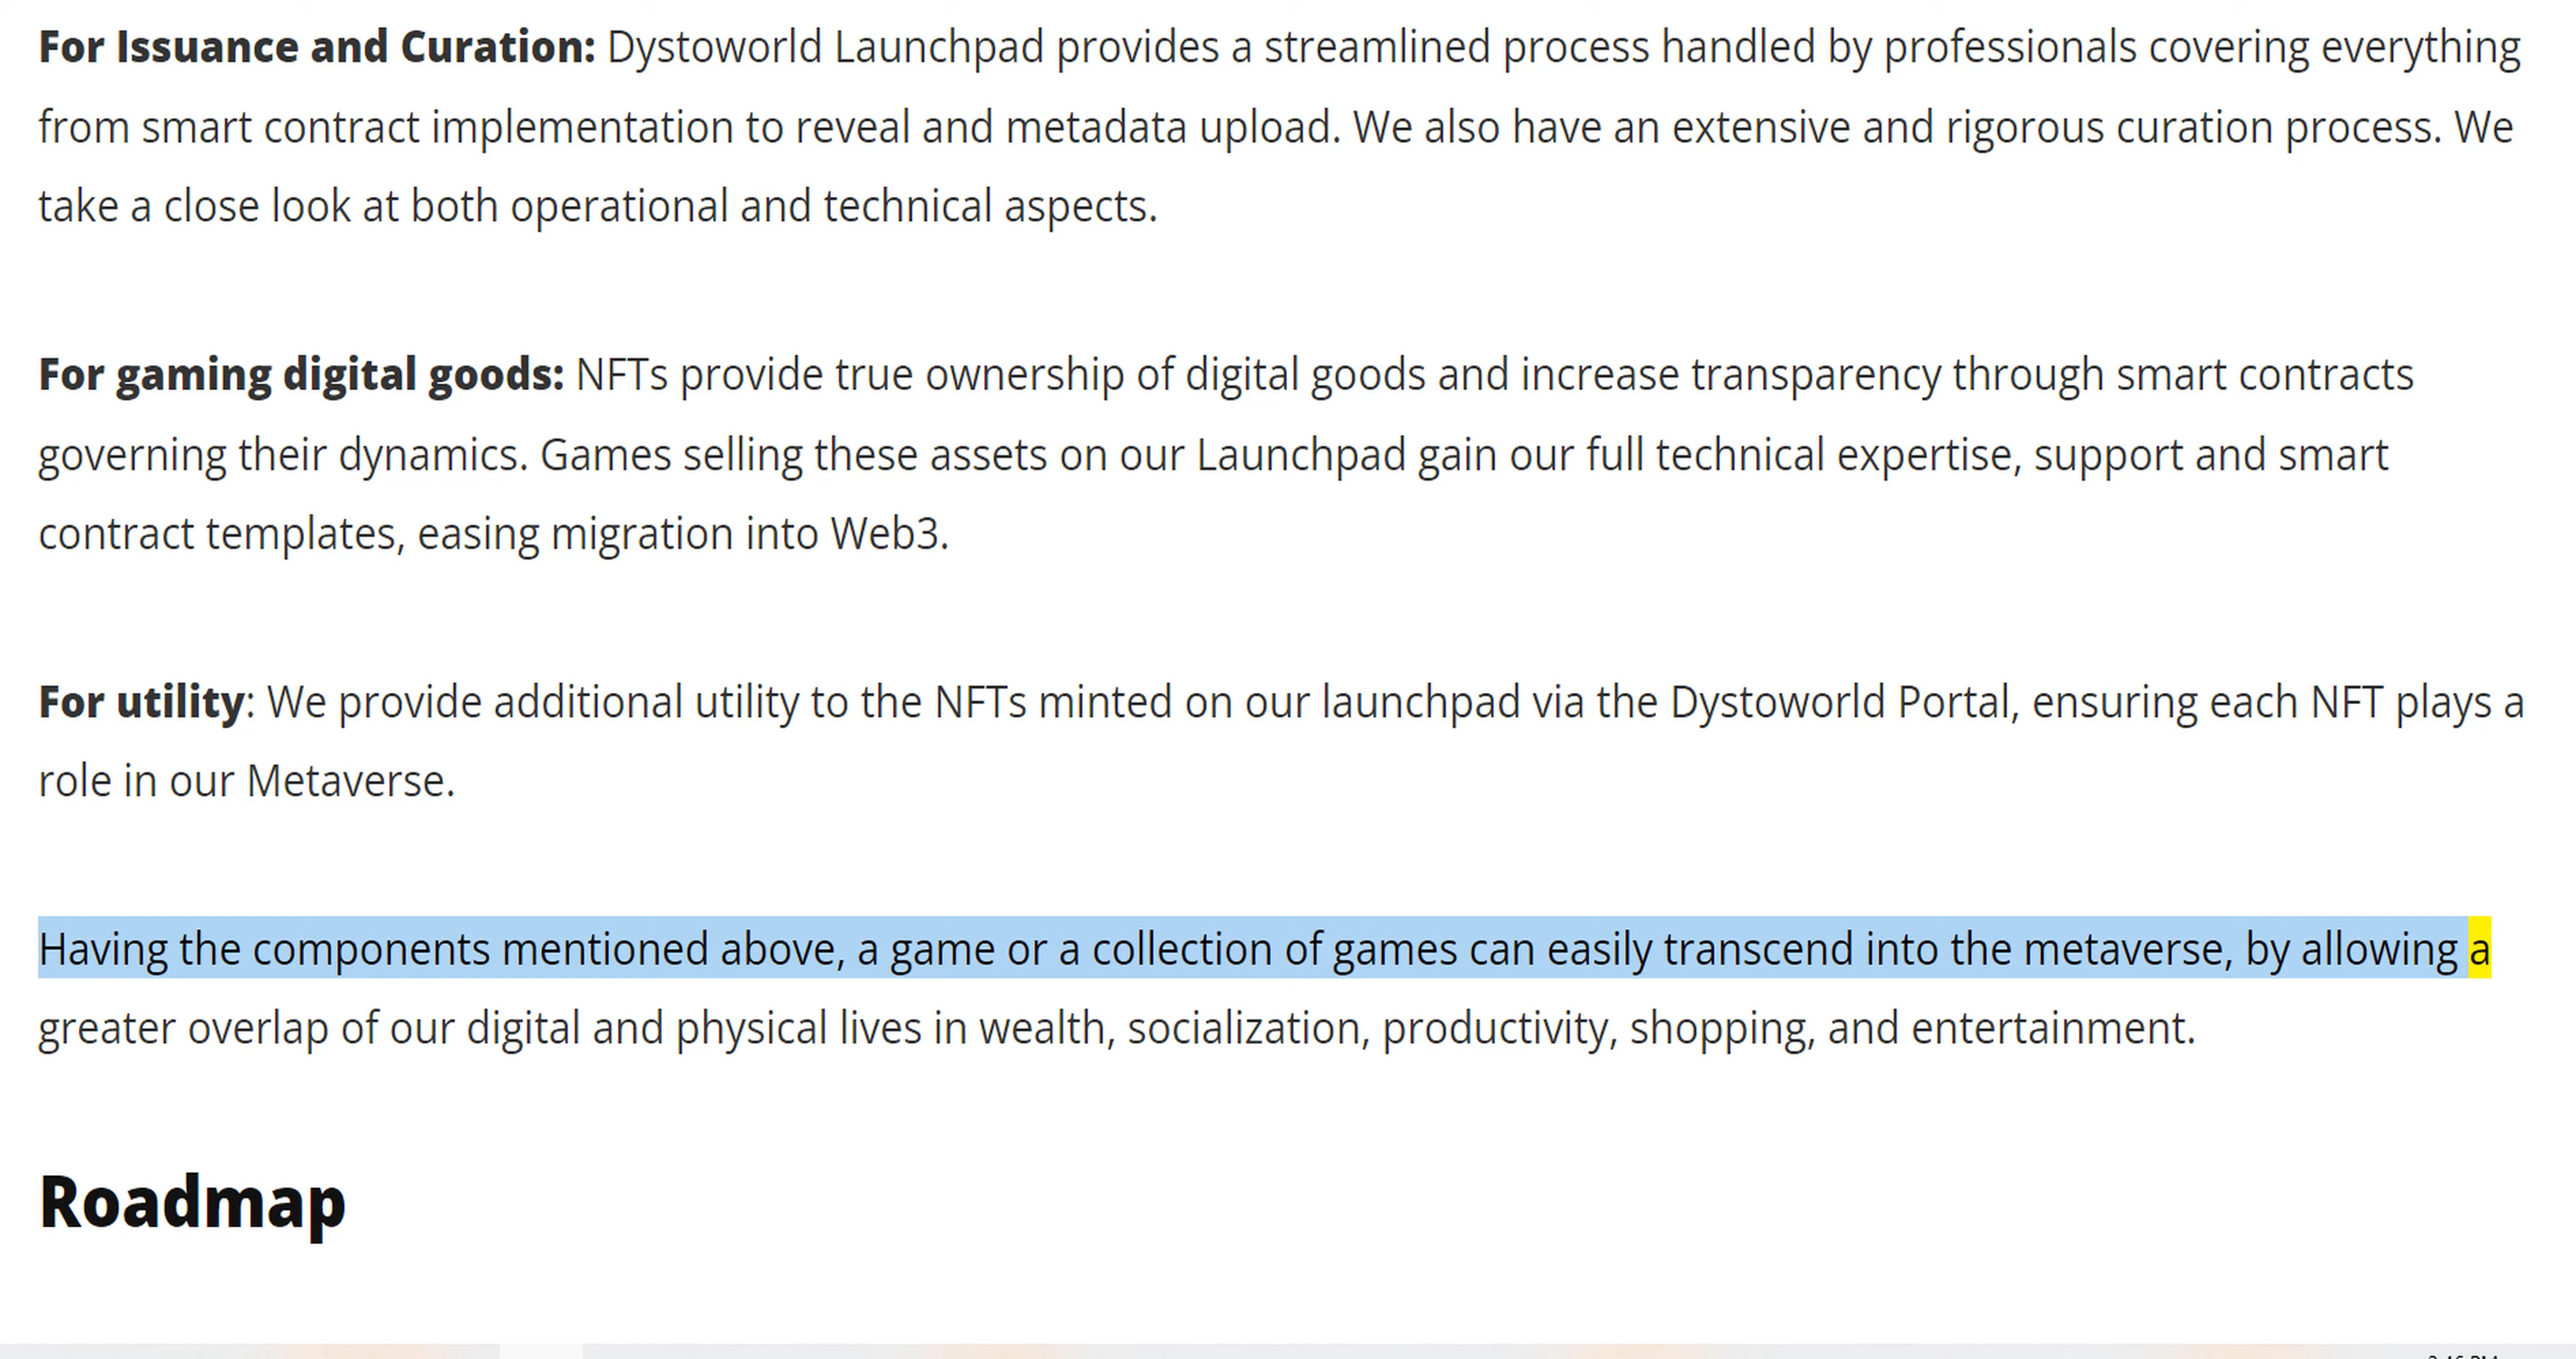 For Issuance and Curation: Dystoworld Launchpad provides a streamlined process handled by professionals covering everything
from smart contract implementation to reveal and metadata upload. We also have an extensive and rigorous curation process. We
take a close look at both operational and technical aspects.
For gaming digital goods: NFTs provide true ownership of digital goods and increase transparency through smart contracts
governing their dynamics. Games selling these assets on our Launchpad gain our full technical expertise, support and smart
contract templates, easing migration into Web3.
For utility: We provide additional utility to the NFTs minted on our launchpad via the Dystoworld Portal, ensuring each NFT plays a
role in our Metaverse.
Having the components mentioned above, a game or a collection of games can easily transcend into the metaverse, by allowing a
greater overlap of our digital and physical lives in wealth, socialization, productivity, shopping, and entertainment.
Roadmap